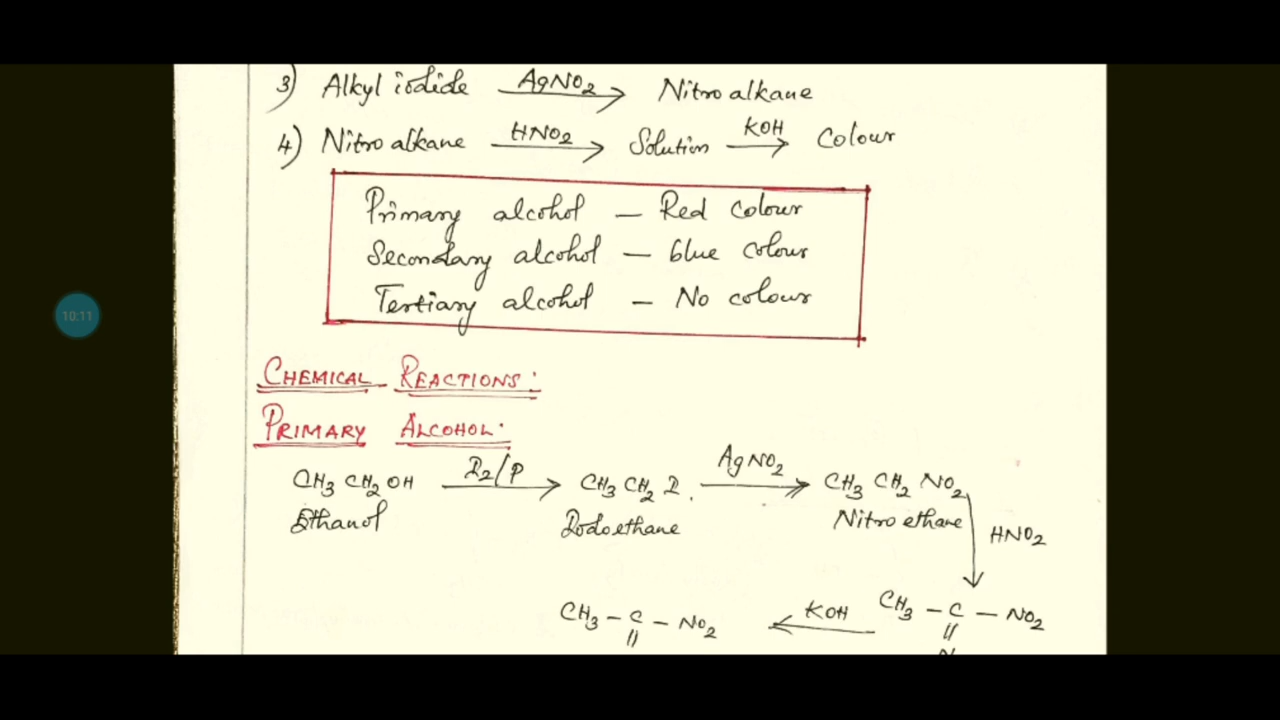 3) Alkyl iodide AgNO2 → Nitro alkane
4) Nitro alkane HNO2 → Solution KOH → Colour
Primary alcohol – Red colour
Secondary alcohol – blue colour
Tertiary alcohol – No colour
CHEMICAL REACTIONS:
PRIMARY ALCOHOL:
CH3 CH2 OH I2/P → CH3 CH2 I. AgNO2 → CH3 CH2 NO2
Ethanol Iodoethane Nitro ethane
HNO2
CH3 – C – NO2 ← KOH CH3 – C – NO2
|| ||
N
10:11